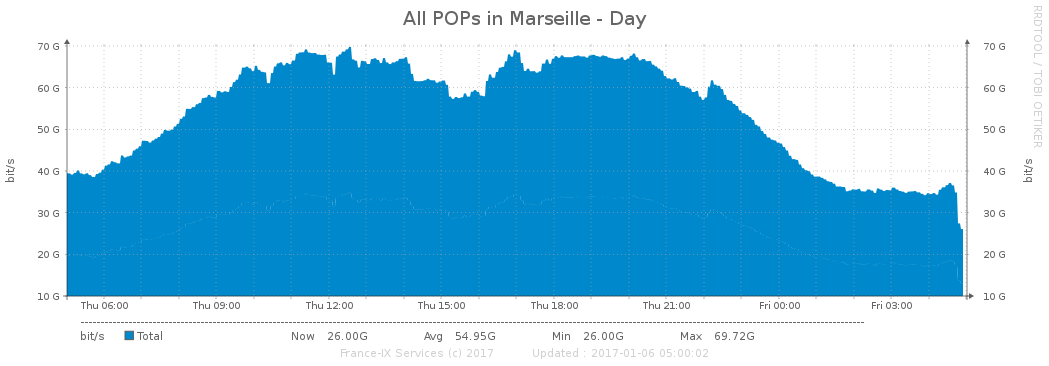 All POPs in Marseille - Day
RRDTOOL / TOBI OETIKER
70 G 70 G
60 G 60 G
50 G 50 G
40 G 40 G
30 G 30 G
20 G 20 G
10 G 10 G
bit/s bit/s
Thu 06:00 Thu 09:00 Thu 12:00 Thu 15:00 Thu 18:00 Thu 21:00 Fri 00:00 Fri 03:00
bit/s Total Now 26.00G Avg 54.95G Min 26.00G Max 69.72G
France-IX Services (c) 2017 Updated : 2017-01-06 05:00:02